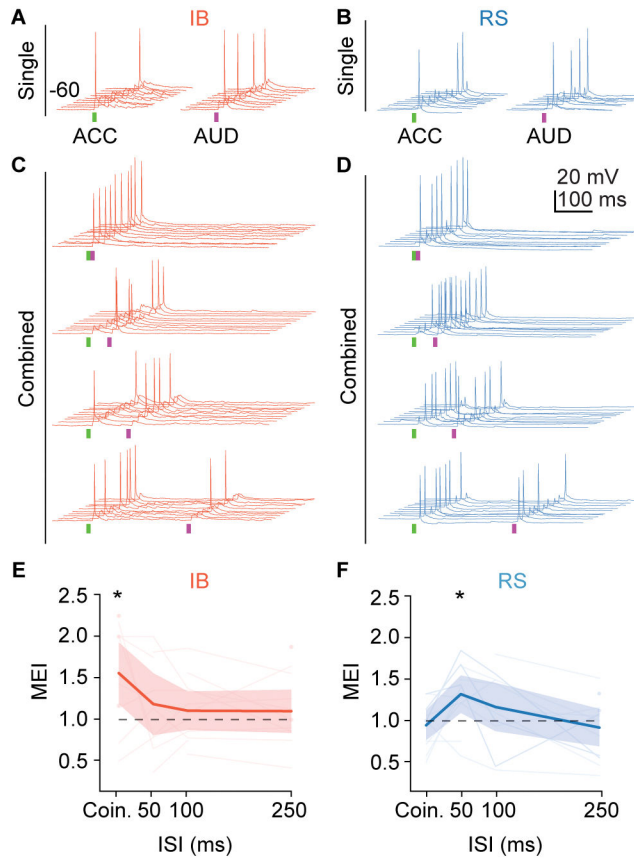 A IB
Single
-60
ACC AUD
B RS
Single
ACC AUD
C
Combined
D
20 mV
100 ms
Combined
E IB
*
MEI
2.5
2.0
1.5
1.0
0.5
Coin. 50 100 250
ISI (ms)
F RS
*
MEI
2.5
2.0
1.5
1.0
0.5
Coin. 50 100 250
ISI (ms)